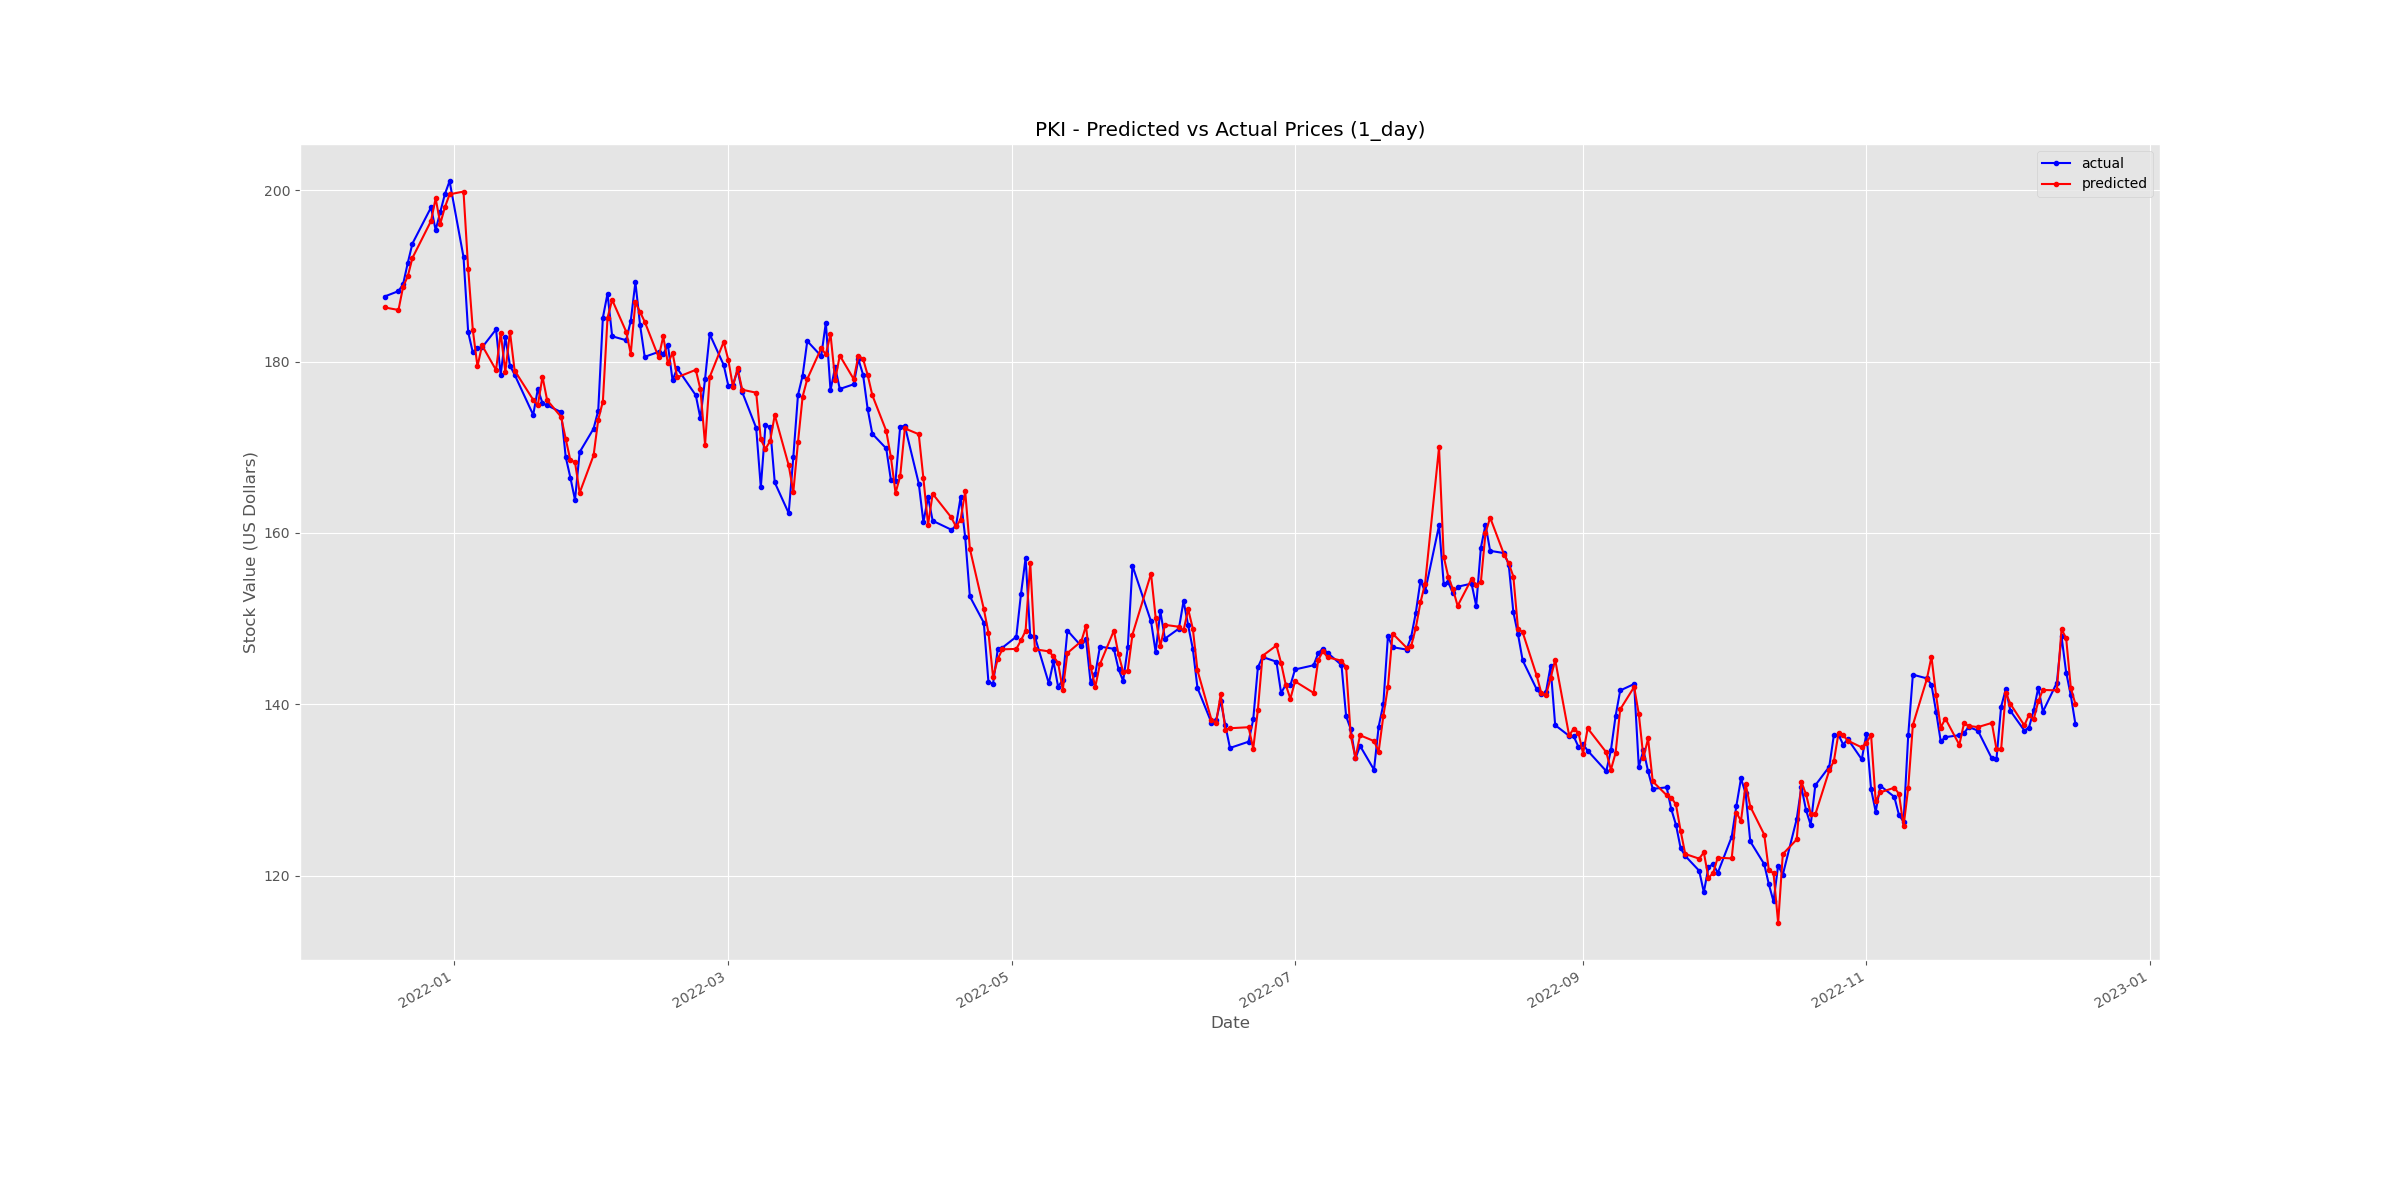 PKI - Predicted vs Actual Prices (1_day)
actual
predicted
Stock Value (US Dollars)
200
180
160
140
120
2022-01
2022-03
2022-05
2022-07
2022-09
2022-11
2023-01
Date